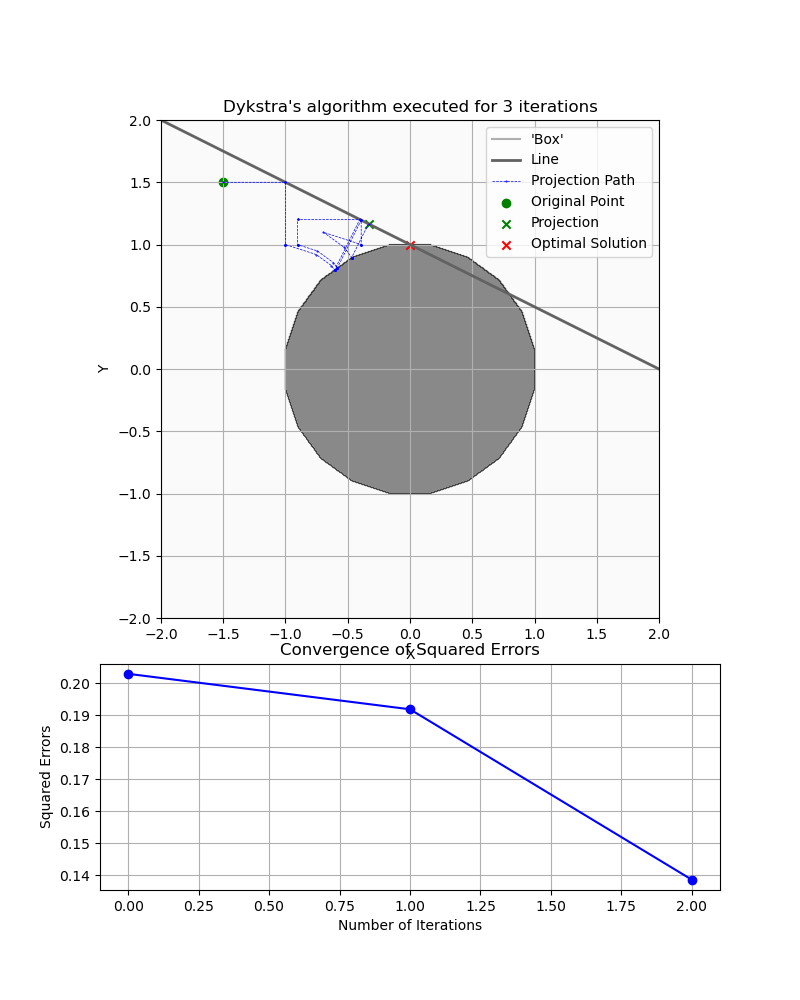 Dykstra's algorithm executed for 3 iterations
2.0
1.5
1.0
0.5
0.0
−0.5
−1.0
−1.5
−2.0
Y
'Box'
Line
Projection Path
Original Point
Projection
Optimal Solution
−2.0 −1.5 −1.0 −0.5 0.0 0.5 1.0 1.5 2.0
X
Convergence of Squared Errors
0.20
0.19
0.18
0.17
0.16
0.15
0.14
Squared Errors
0.00 0.25 0.50 0.75 1.00 1.25 1.50 1.75 2.00
Number of Iterations